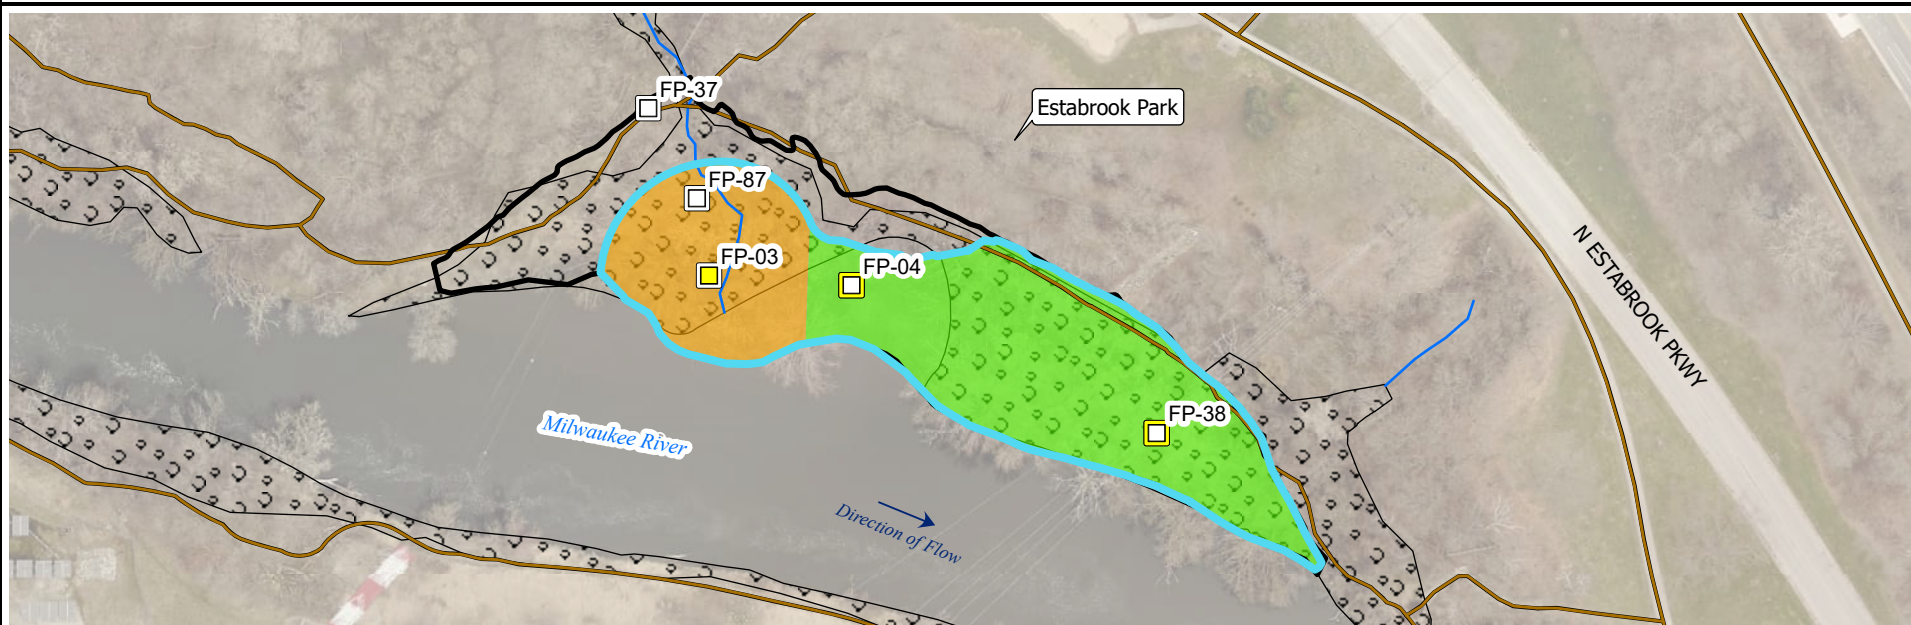 FP-37
Estabrook Park
FP-87
FP-03
FP-04
N ESTABROOK PKWY
FP-38
Milwaukee River
Direction of Flow